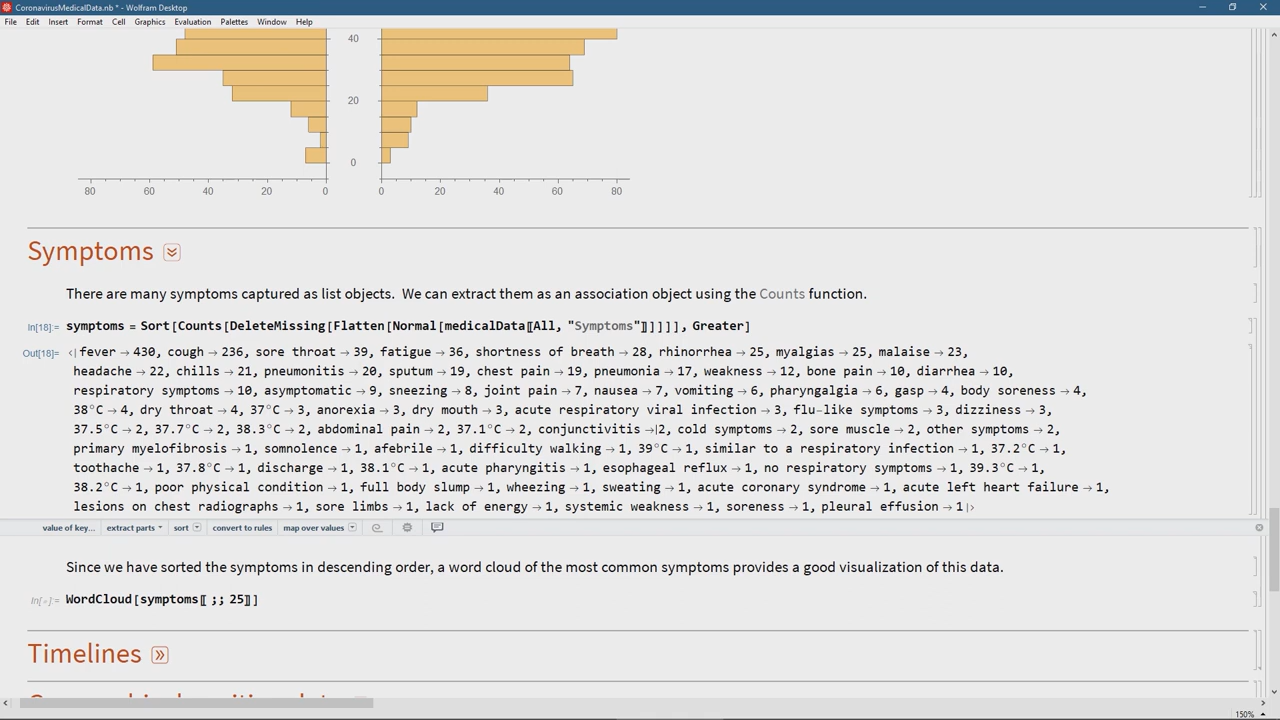 CoronavirusMedicalData.nb * - Wolfram Desktop
File Edit Insert Format Cell Graphics Evaluation Palettes Window Help
40 40
20
0
80 60 40 20 0 0 20 40 60 80
Symptoms
There are many symptoms captured as list objects. We can extract them as an association object using the Counts function.
In[18]:= symptoms = Sort[Counts[DeleteMissing[Flatten[Normal[medicalData〚All, "Symptoms"〛]]]], Greater]
Out[18]= <| fever → 430, cough → 236, sore throat → 39, fatigue → 36, shortness of breath → 28, rhinorrhea → 25, myalgias → 25, malaise → 23,
headache → 22, chills → 21, pneumonitis → 20, sputum → 19, chest pain → 19, pneumonia → 17, weakness → 12, bone pain → 10, diarrhea → 10,
respiratory symptoms → 10, asymptomatic → 9, sneezing → 8, joint pain → 7, nausea → 7, vomiting → 6, pharyngalgia → 6, gasp → 4, body soreness → 4,
38°C → 4, dry throat → 4, 37°C → 3, anorexia → 3, dry mouth → 3, acute respiratory viral infection → 3, flu-like symptoms → 3, dizziness → 3,
37.5°C → 2, 37.7°C → 2, 38.3°C → 2, abdominal pain → 2, 37.1°C → 2, conjunctivitis → 2, cold symptoms → 2, sore muscle → 2, other symptoms → 2,
primary myelofibrosis → 1, somnolence → 1, afebrile → 1, difficulty walking → 1, 39°C → 1, similar to a respiratory infection → 1, 37.2°C → 1,
toothache → 1, 37.8°C → 1, discharge → 1, 38.1°C → 1, acute pharyngitis → 1, esophageal reflux → 1, no respiratory symptoms → 1, 39.3°C → 1,
38.2°C → 1, poor physical condition → 1, full body slump → 1, wheezing → 1, sweating → 1, acute coronary syndrome → 1, acute left heart failure → 1,
lesions on chest radiographs → 1, sore limbs → 1, lack of energy → 1, systemic weakness → 1, soreness → 1, pleural effusion → 1 |>
value of key... extract parts sort convert to rules map over values
Since we have sorted the symptoms in descending order, a word cloud of the most common symptoms provides a good visualization of this data.
In[∘]:= WordCloud[symptoms〚 ;; 25〛]
Timelines
150%